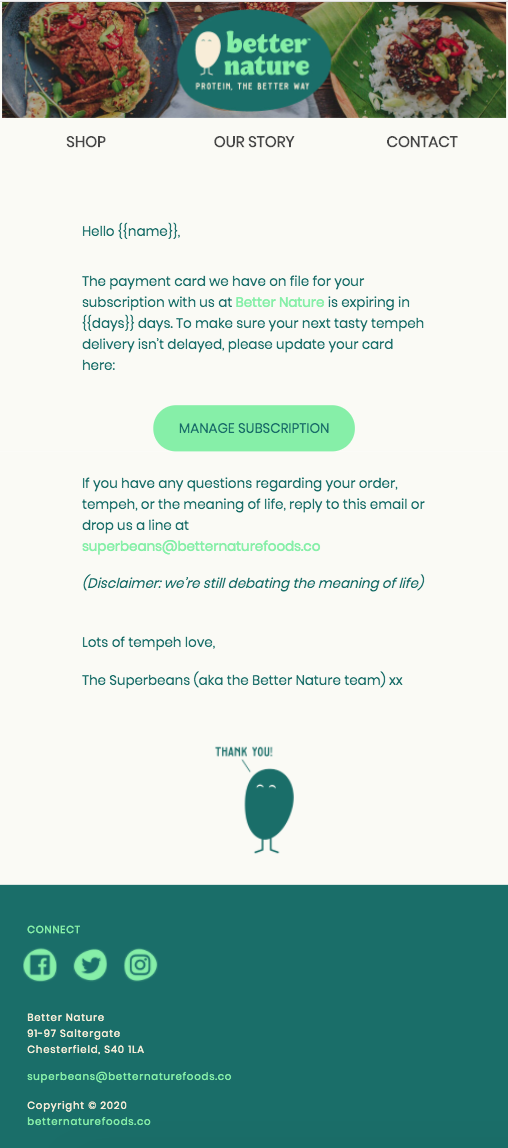 better™
nature
PROTEIN, THE BETTER WAY
SHOP OUR STORY CONTACT
Hello {{name}},
The payment card we have on file for your
subscription with us at Better Nature is expiring in
{{days}} days. To make sure your next tasty tempeh
delivery isn't delayed, please update your card
here:
MANAGE SUBSCRIPTION
If you have any questions regarding your order,
tempeh, or the meaning of life, reply to this email or
drop us a line at
superbeans@betternaturefoods.co
(Disclaimer: we're still debating the meaning of life)
Lots of tempeh love,
The Superbeans (aka the Better Nature team) xx
THANK YOU!
CONNECT
Better Nature
91-97 Saltergate
Chesterfield, S40 1LA
superbeans@betternaturefoods.co
Copyright © 2020
betternaturefoods.co